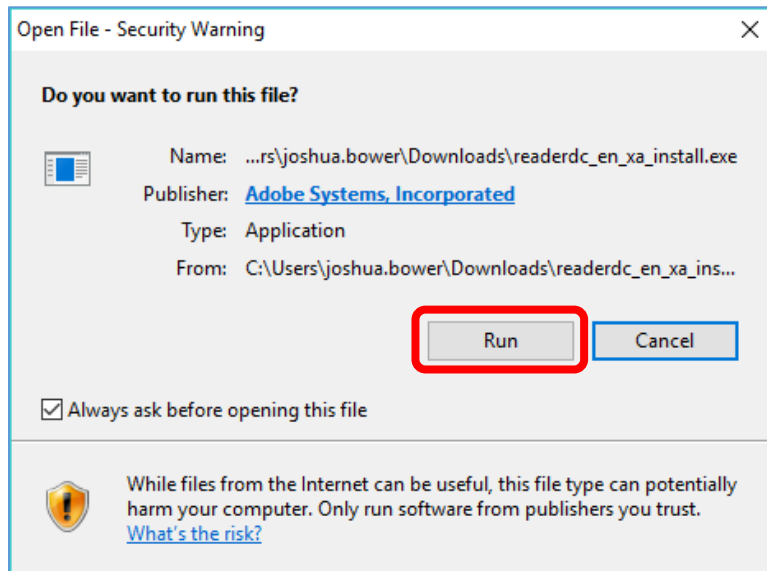 Open File - Security Warning
Do you want to run this file?
Name: ...rs\joshua.bower\Downloads\readerdc_en_xa_install.exe
Publisher: Adobe Systems, Incorporated
Type: Application
From: C:\Users\joshua.bower\Downloads\readerdc_en_xa_ins...
Run Cancel
Always ask before opening this file
While files from the Internet can be useful, this file type can potentially
harm your computer. Only run software from publishers you trust.
What's the risk?